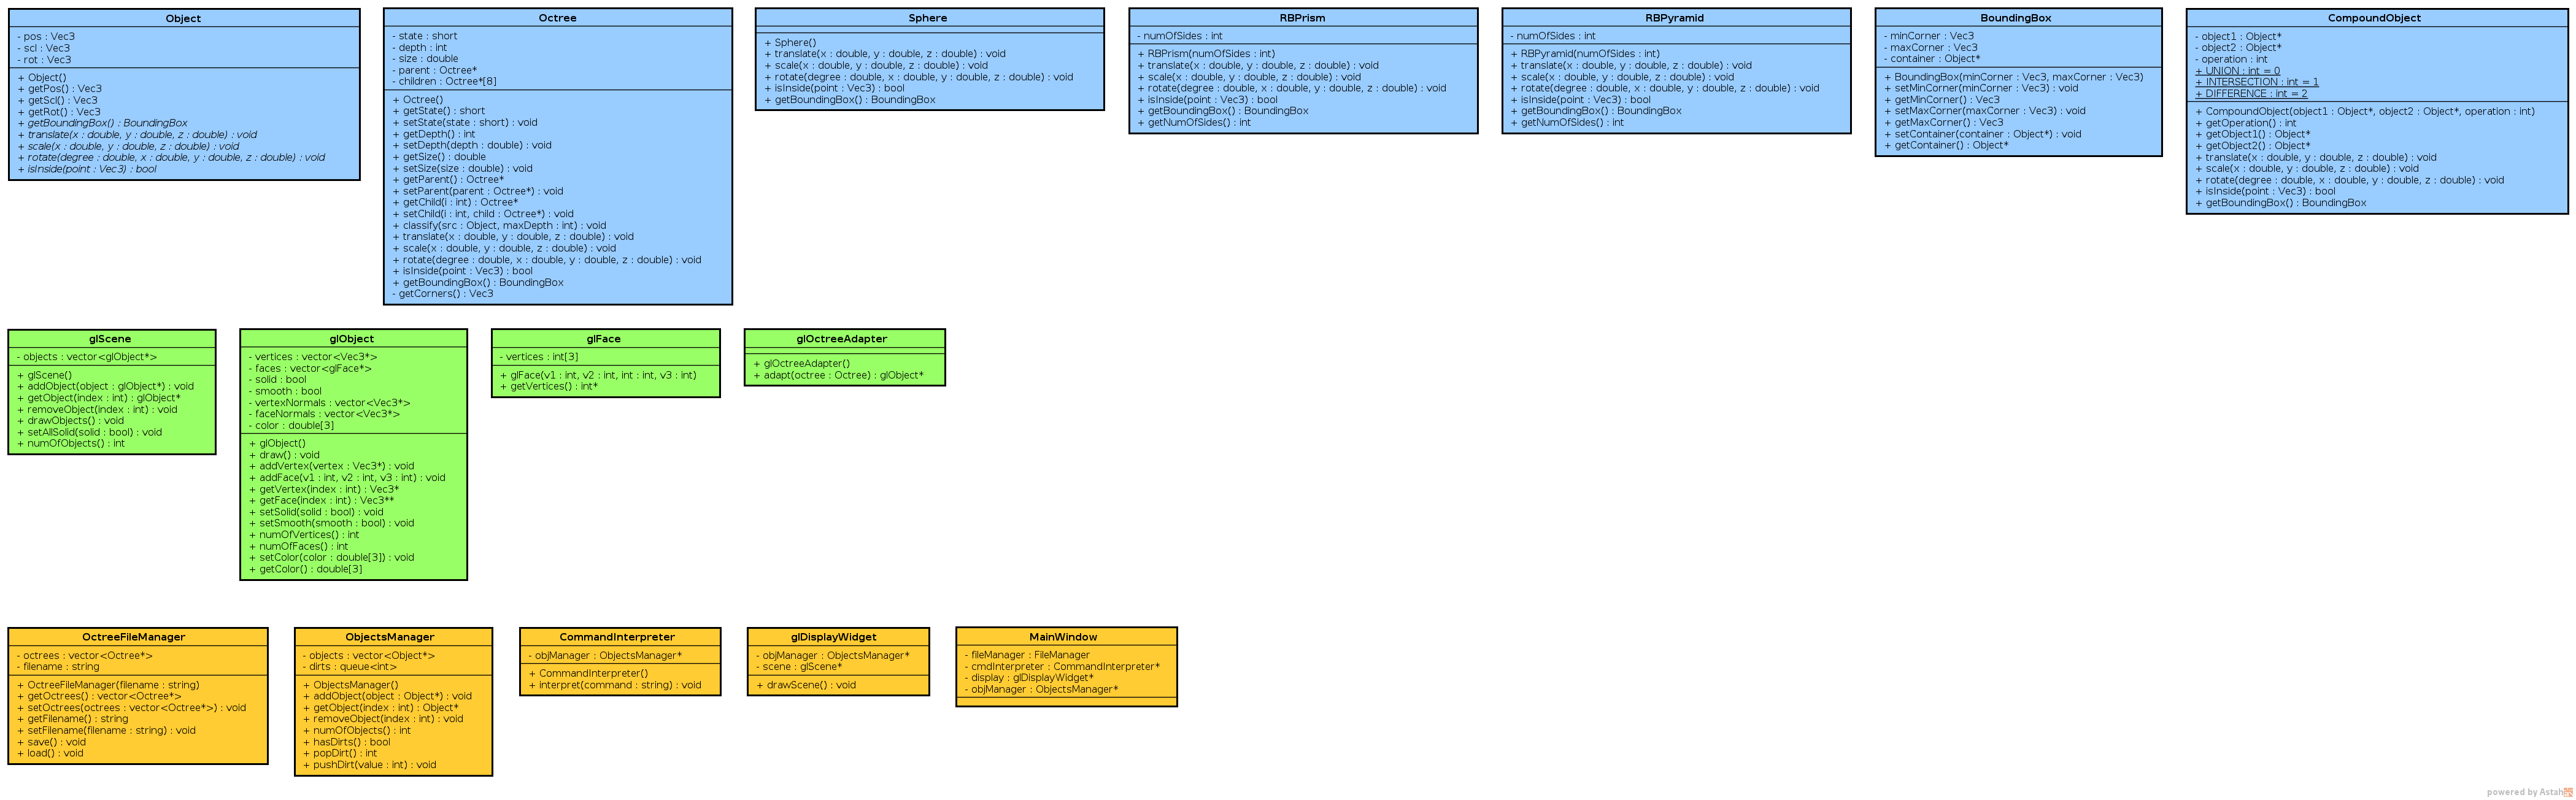 Object
- pos : Vec3
- scl : Vec3
- rot : Vec3
+ Object()
+ getPos() : Vec3
+ getScl() : Vec3
+ getRot() : Vec3
+ getBoundingBox() : BoundingBox
+ translate(x : double, y : double, z : double) : void
+ scale(x : double, y : double, z : double) : void
+ rotate(degree : double, x : double, y : double, z : double) : void
+ isInside(point : Vec3) : bool
Octree
- state : short
- depth : int
- size : double
- parent : Octree*
- children : Octree*[8]
+ Octree()
+ getState() : short
+ setState(state : short) : void
+ getDepth() : int
+ setDepth(depth : double) : void
+ getSize() : double
+ setSize(size : double) : void
+ getParent() : Octree*
+ setParent(parent : Octree*) : void
+ getChild(i : int) : Octree*
+ setChild(i : int, child : Octree*) : void
+ classify(src : Object, maxDepth : int) : void
+ translate(x : double, y : double, z : double) : void
+ scale(x : double, y : double, z : double) : void
+ rotate(degree : double, x : double, y : double, z : double) : void
+ isInside(point : Vec3) : bool
+ getBoundingBox() : BoundingBox
- getCorners() : Vec3
Sphere
+ Sphere()
+ translate(x : double, y : double, z : double) : void
+ scale(x : double, y : double, z : double) : void
+ rotate(degree : double, x : double, y : double, z : double) : void
+ isInside(point : Vec3) : bool
+ getBoundingBox() : BoundingBox
RBPrism
- numOfSides : int
+ RBPrism(numOfSides : int)
+ translate(x : double, y : double, z : double) : void
+ scale(x : double, y : double, z : double) : void
+ rotate(degree : double, x : double, y : double, z : double) : void
+ isInside(point : Vec3) : bool
+ getBoundingBox() : BoundingBox
+ getNumOfSides() : int
RBPyramid
- numOfSides : int
+ RBPyramid(numOfSides : int)
+ translate(x : double, y : double, z : double) : void
+ scale(x : double, y : double, z : double) : void
+ rotate(degree : double, x : double, y : double, z : double) : void
+ isInside(point : Vec3) : bool
+ getBoundingBox() : BoundingBox
+ getNumOfSides() : int
BoundingBox
- minCorner : Vec3
- maxCorner : Vec3
- container : Object*
+ BoundingBox(minCorner : Vec3, maxCorner : Vec3)
+ setMinCorner(minCorner : Vec3) : void
+ getMinCorner() : Vec3
+ setMaxCorner(maxCorner : Vec3) : void
+ getMaxCorner() : Vec3
+ setContainer(container : Object*) : void
+ getContainer() : Object*
CompoundObject
- object1 : Object*
- object2 : Object*
- operation : int
+ UNION : int = 0
+ INTERSECTION : int = 1
+ DIFFERENCE : int = 2
+ CompoundObject(object1 : Object*, object2 : Object*, operation : int)
+ getOperation() : int
+ getObject1() : Object*
+ getObject2() : Object*
+ translate(x : double, y : double, z : double) : void
+ scale(x : double, y : double, z : double) : void
+ rotate(degree : double, x : double, y : double, z : double) : void
+ isInside(point : Vec3) : bool
+ getBoundingBox() : BoundingBox
glScene
- objects : vector<glObject*>
+ glScene()
+ addObject(object : glObject*) : void
+ getObject(index : int) : glObject*
+ removeObject(index : int) : void
+ drawObjects() : void
+ setAllSolid(solid : bool) : void
+ numOfObjects() : int
glObject
- vertices : vector<Vec3*>
- faces : vector<glFace*>
- solid : bool
- smooth : bool
- vertexNormals : vector<Vec3*>
- faceNormals : vector<Vec3*>
- color : double[3]
+ glObject()
+ draw() : void
+ addVertex(vertex : Vec3*) : void
+ addFace(v1 : int, v2 : int, v3 : int) : void
+ getVertex(index : int) : Vec3*
+ getFace(index : int) : Vec3**
+ setSolid(solid : bool) : void
+ setSmooth(smooth : bool) : void
+ numOfVertices() : int
+ numOfFaces() : int
+ setColor(color : double[3]) : void
+ getColor() : double[3]
glFace
- vertices : int[3]
+ glFace(v1 : int, v2 : int, int : int, v3 : int)
+ getVertices() : int*
glOctreeAdapter
+ glOctreeAdapter()
+ adapt(octree : Octree) : glObject*
OctreeFileManager
- octrees : vector<Octree*>
- filename : string
+ OctreeFileManager(filename : string)
+ getOctrees() : vector<Octree*>
+ setOctrees(octrees : vector<Octree*>) : void
+ getFilename() : string
+ setFilename(filename : string) : void
+ save() : void
+ load() : void
ObjectsManager
- objects : vector<Object*>
- dirts : queue<int>
+ ObjectsManager()
+ addObject(object : Object*) : void
+ getObject(index : int) : Object*
+ removeObject(index : int) : void
+ numOfObjects() : int
+ hasDirts() : bool
+ popDirt() : int
+ pushDirt(value : int) : void
CommandInterpreter
- objManager : ObjectsManager*
+ CommandInterpreter()
+ interpret(command : string) : void
glDisplayWidget
- objManager : ObjectsManager*
- scene : glScene*
+ drawScene() : void
MainWindow
- fileManager : FileManager
- cmdInterpreter : CommandInterpreter*
- display : glDisplayWidget*
- objManager : ObjectsManager*
powered by Astah